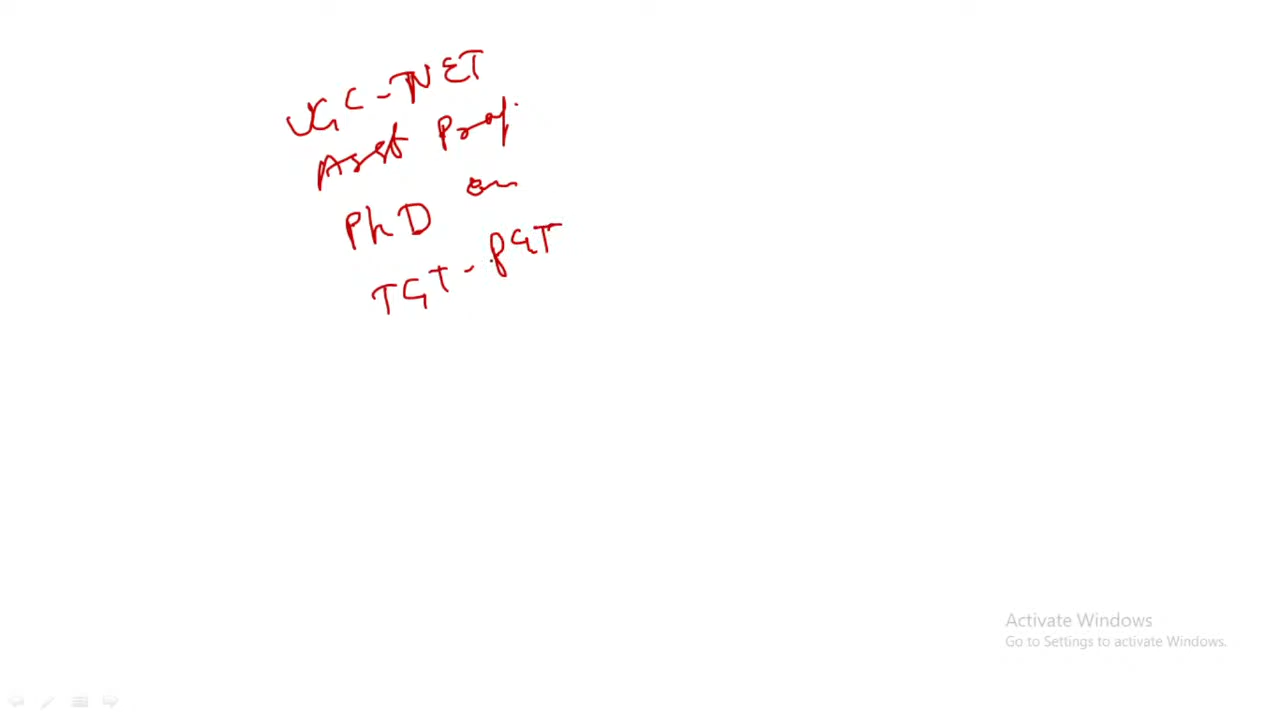 UGC-NET
Asst Prof.
PhD
TGT-PGT
Activate Windows
Go to Settings to activate Windows.